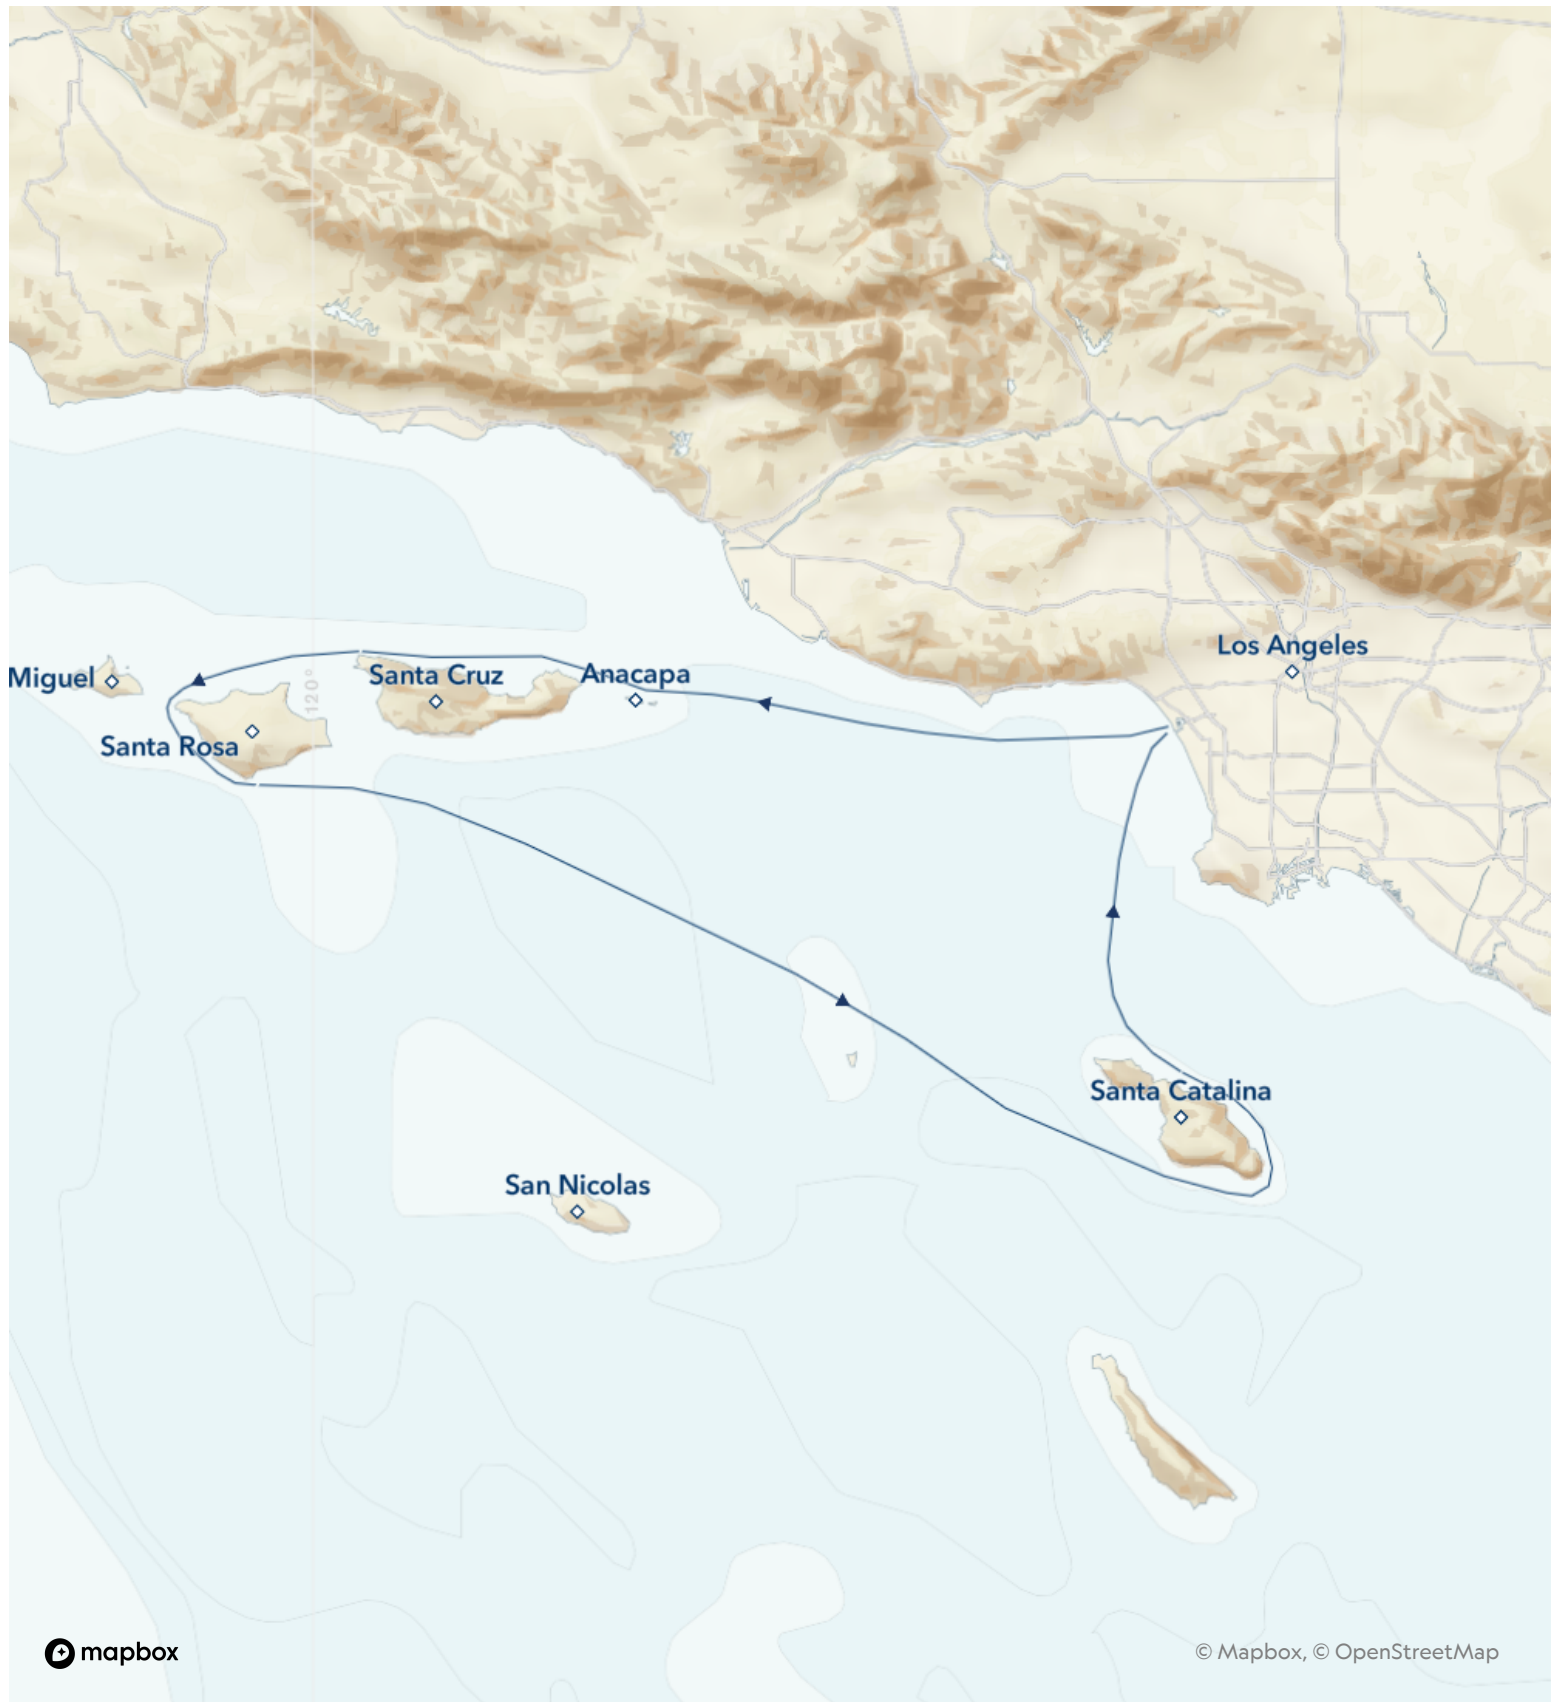 Los Angeles
Miguel
Santa Cruz
Anacapa
120°
Santa Rosa
Santa Catalina
San Nicolas
mapbox
© Mapbox, © OpenStreetMap